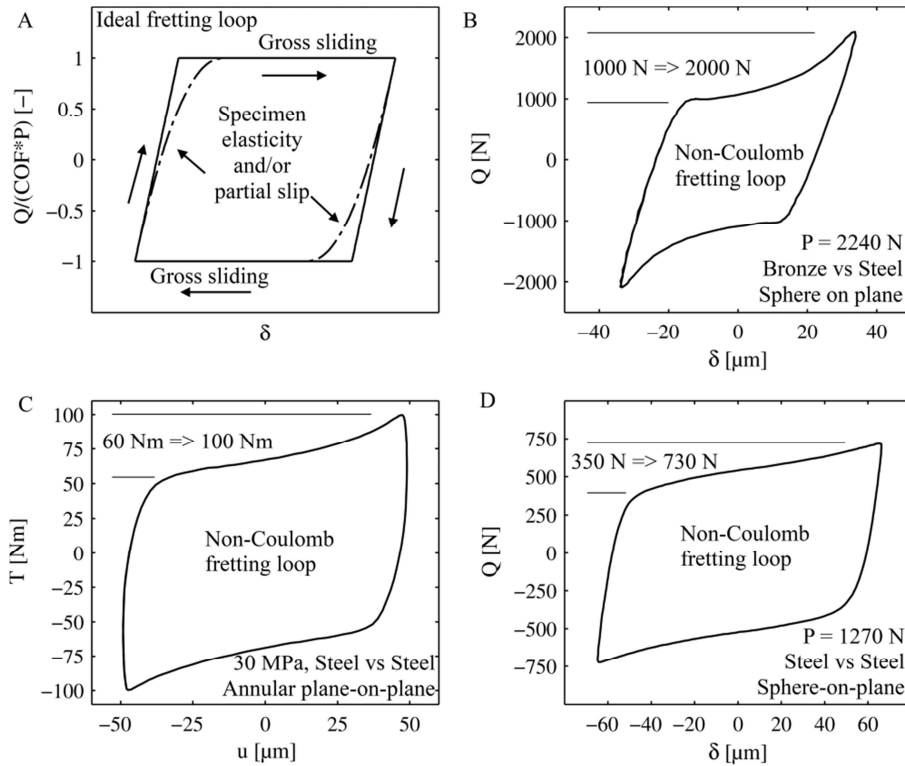 A
Ideal fretting loop
Gross sliding
Specimen
elasticity
and/or
partial slip
Gross sliding
1
0.5
0
−0.5
−1
Q/(COF*P) [−]
δ
B
2000
1000
0
−1000
−2000
Q [N]
1000 N => 2000 N
Non-Coulomb
fretting loop
P = 2240 N
Bronze vs Steel
Sphere on plane
−40 −20 0 20 40
δ [μm]
C
100
75
50
25
0
−25
−50
−75
−100
T [Nm]
60 Nm => 100 Nm
Non-Coulomb
fretting loop
30 MPa, Steel vs Steel
Annular plane-on-plane
−50 −25 0 25 50
u [μm]
D
750
500
250
0
−250
−500
−750
Q [N]
350 N => 730 N
Non-Coulomb
fretting loop
P = 1270 N
Steel vs Steel
Sphere-on-plane
−60 −40 −20 0 20 40 60
δ [μm]